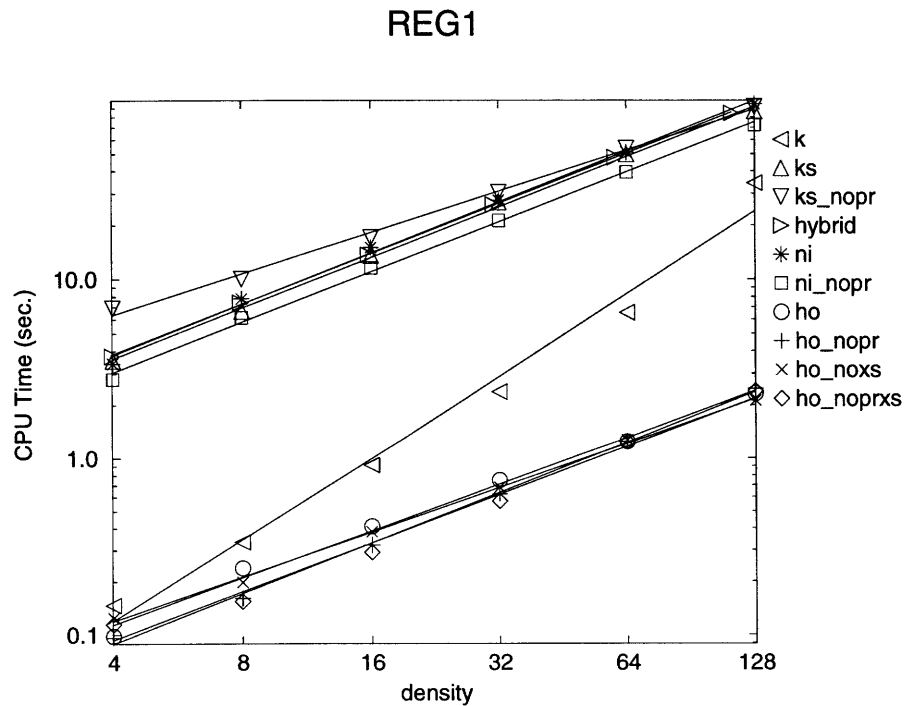 REG1
CPU Time (sec.)
10.0
1.0
0.1
4 8 16 32 64 128
density
k
ks
ks_nopr
hybrid
ni
ni_nopr
ho
ho_nopr
ho_noxs
ho_noprxs